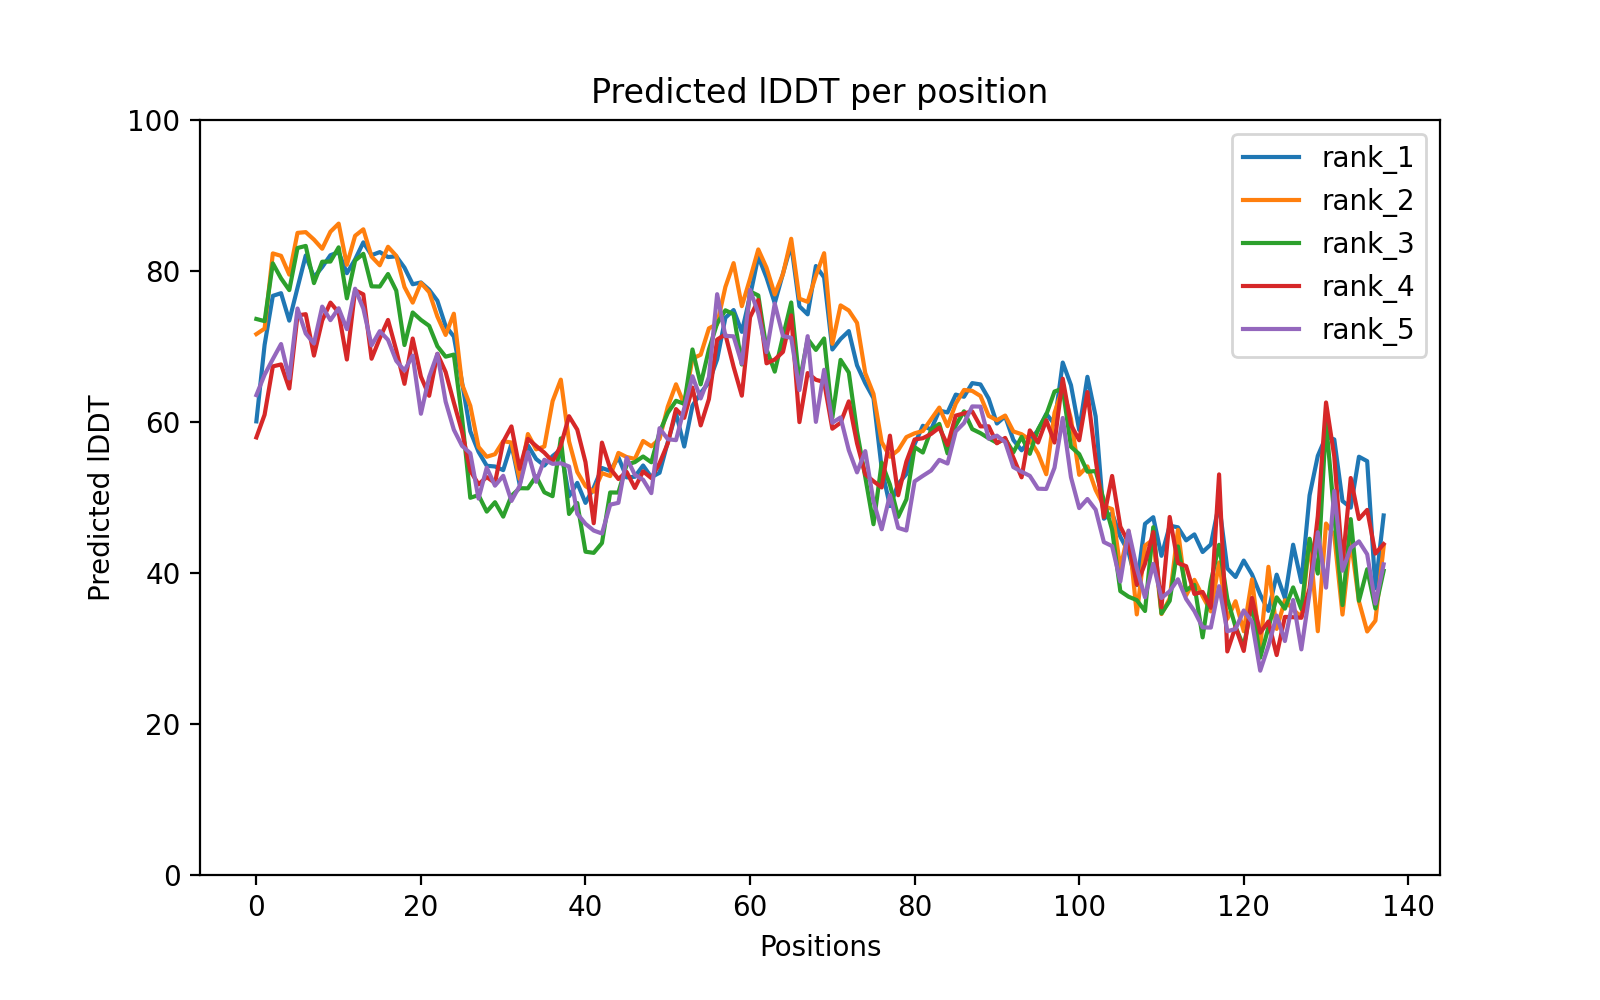 Predicted lDDT per position
100
80
60
40
20
0
Predicted lDDT
rank_1
rank_2
rank_3
rank_4
rank_5
0 20 40 60 80 100 120 140
Positions